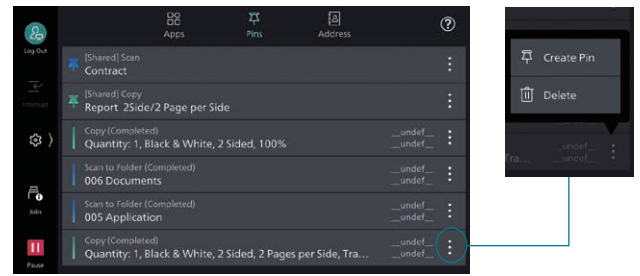 Apps
Pins
Address
?
Log Out
Interrupt
Jobs
Pause
[Shared] Scan
Contract
[Shared] Copy
Report 2Side/2 Page per Side
Copy (Completed)
__undef__
Quantity: 1, Black & White, 2 Sided, 100%
__undef__
Scan to Folder (Completed)
__undef__
006 Documents
__undef__
Scan to Folder (Completed)
__undef__
005 Application
__undef__
Copy (Completed)
__undef__
Quantity: 1, Black & White, 2 Sided, 2 Pages per Side, Tra...
__undef__
Create Pin
Delete
__undef__
Tra...
__undef__